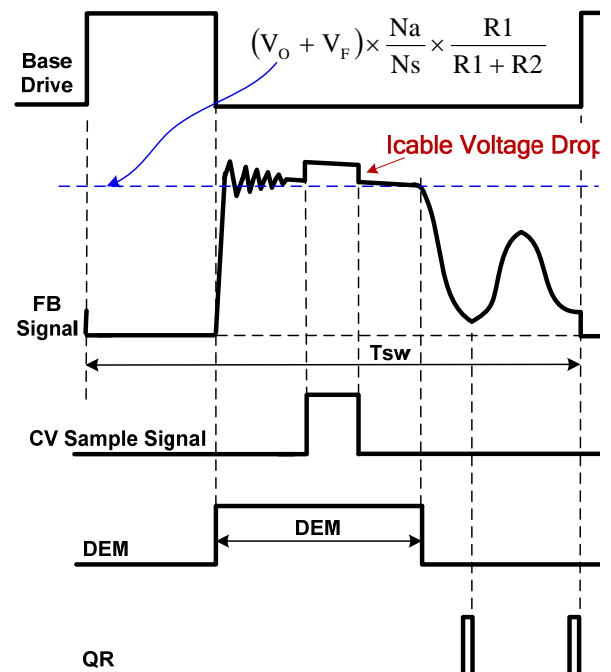 Base
Drive
(V_O + V_F) × Na/Ns × R1/(R1 + R2)
Icable Voltage Drop
FB
Signal
Tsw
CV Sample Signal
DEM
DEM
QR